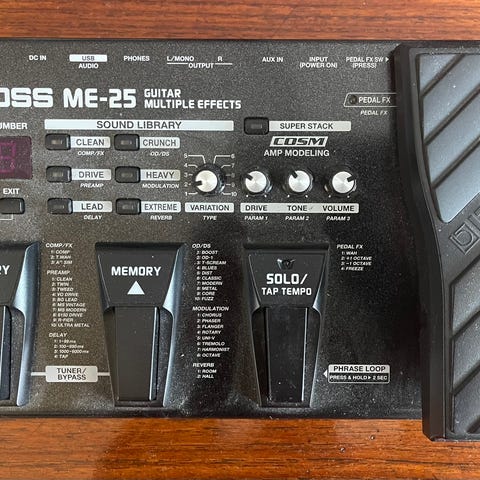 DC IN
USB
AUDIO
PHONES
L/MONO
R
OUTPUT
AUX IN
INPUT
(POWER ON)
PEDAL FX SW
(PRESS)
OSS ME-25 GUITAR
MULTIPLE EFFECTS
PEDAL FX
PEDAL FX
UMBER
SOUND LIBRARY
SUPER STACK
CLEAN
COMP/FX
CRUNCH
OD/DS
COSM
AMP MODELING
DRIVE
PREAMP
HEAVY
MODULATION
EXIT
LEAD
DELAY
EXTREME
REVERB
VARIATION
TYPE
DRIVE
PARAM 1
TONE
PARAM 2
VOLUME
PARAM 3
RY
MEMORY
SOLO/
TAP TEMPO
COMP/FX
1: COMP
2: T.WAH
PREAMP
1: CLEAN
2: TWIN
3: TWEED
4: VO DRIVE
5: BG LEAD
6: MS VINTAGE
7: MS MODERN
8: 5150 DRIVE
9: R-FIER
10: ULTRA METAL
DELAY
1: 1~99 ms
2: 100~990 ms
3: 1000~6000 ms
4: TAP
OD/DS
1: BOOST
2: OD-1
3: T-SCREAM
4: BLUES
5: DIST
6: CLASSIC
7: MODERN
8: METAL
9: CORE
10: FUZZ
MODULATION
1: CHORUS
2: PHASER
3: FLANGER
4: ROTARY
5: UNI-V
6: TREMOLO
7: HARMONIST
8: OCTAVE
REVERB
1: ROOM
2: HALL
PEDAL FX
1: WAH
2: +1 OCTAVE
3: -1 OCTAVE
4: FREEZE
TUNER/
BYPASS
PHRASE LOOP
PRESS & HOLD 2 SEC